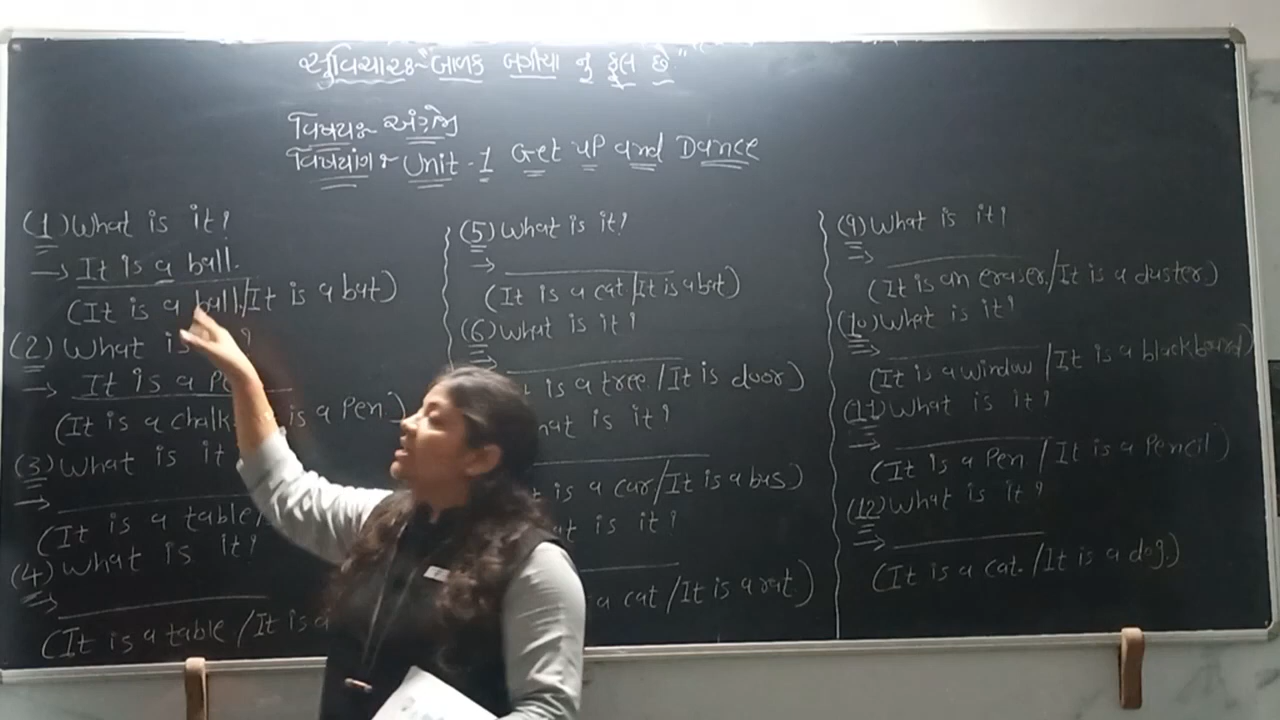 સુવિચારઃ- "બાળક બગીચા નુ ફૂલ છે"
વિષયઃ- અંગ્રેજી
વિષયાંગઃ- Unit-1 Get uP and Dance
(1) What is it?
→ It is a ball.
(It is a ball./It is a bat)
(2) What is ?
→ It is a Pe
(It is a chalk is a Pen.)
(3) What is it
→
(It is a table/
(4) What is it?
→
(It is a table./It is a
(5) What is it?
→
(It is a cat/It is a bat)
(6) What is it?
→
t is a tree./It is door)
hat is it?
t is a car/It is a bus)
at is it?
a cat/It is a rat.)
(9) What is it?
→
(It is an eraser./It is a duster)
(10) What is it?
→
(It is a window/It is a blackboard)
(11) What is it?
→
(It is a Pen/It is a Pencil)
(12) What is it?
→
(It is a cat./It is a dog.)